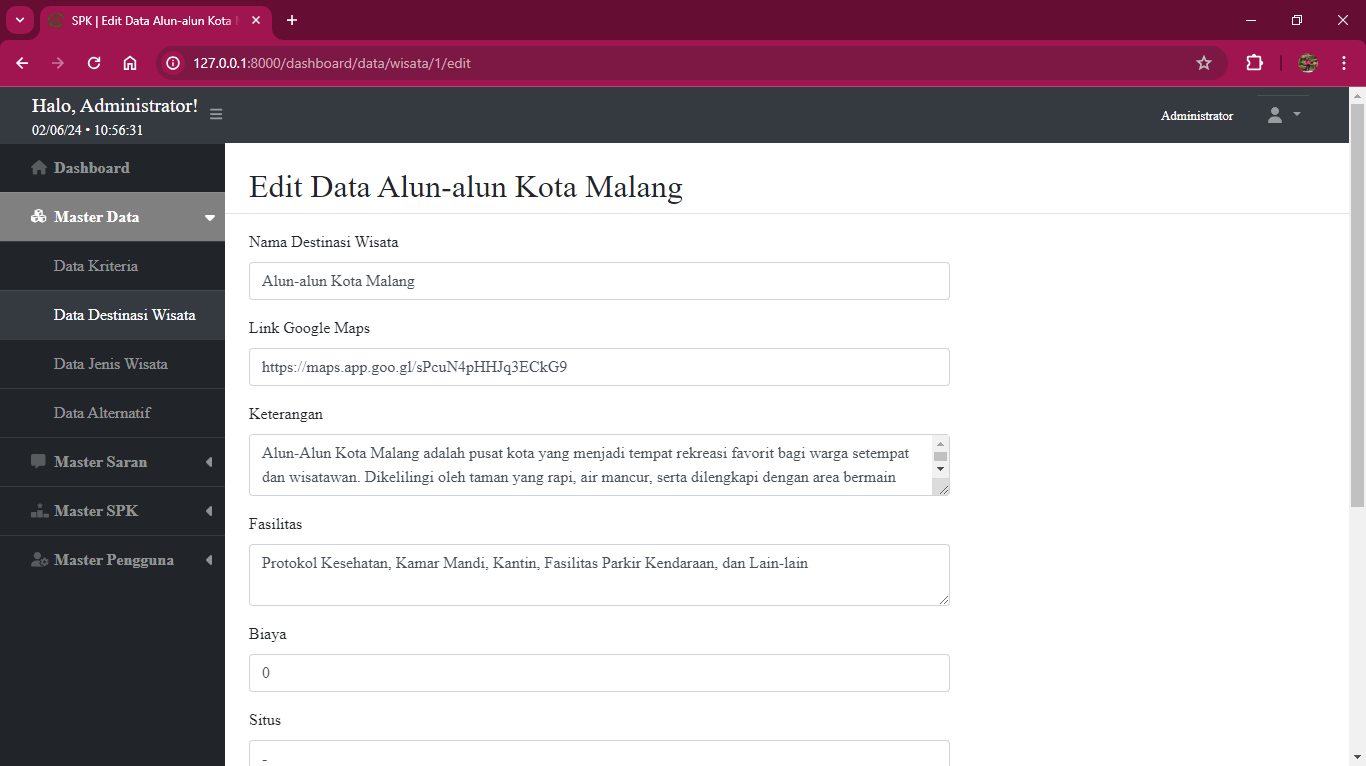 SPK | Edit Data Alun-alun Kota
127.0.0.1:8000/dashboard/data/wisata/1/edit
Halo, Administrator!
02/06/24 • 10:56:31
Administrator
Dashboard
Master Data
Data Kriteria
Data Destinasi Wisata
Data Jenis Wisata
Data Alternatif
Master Saran
Master SPK
Master Pengguna
Edit Data Alun-alun Kota Malang
Nama Destinasi Wisata
Alun-alun Kota Malang
Link Google Maps
https://maps.app.goo.gl/sPcuN4pHHJq3ECkG9
Keterangan
Alun-Alun Kota Malang adalah pusat kota yang menjadi tempat rekreasi favorit bagi warga setempat
dan wisatawan. Dikelilingi oleh taman yang rapi, air mancur, serta dilengkapi dengan area bermain
Fasilitas
Protokol Kesehatan, Kamar Mandi, Kantin, Fasilitas Parkir Kendaraan, dan Lain-lain
Biaya
0
Situs
-